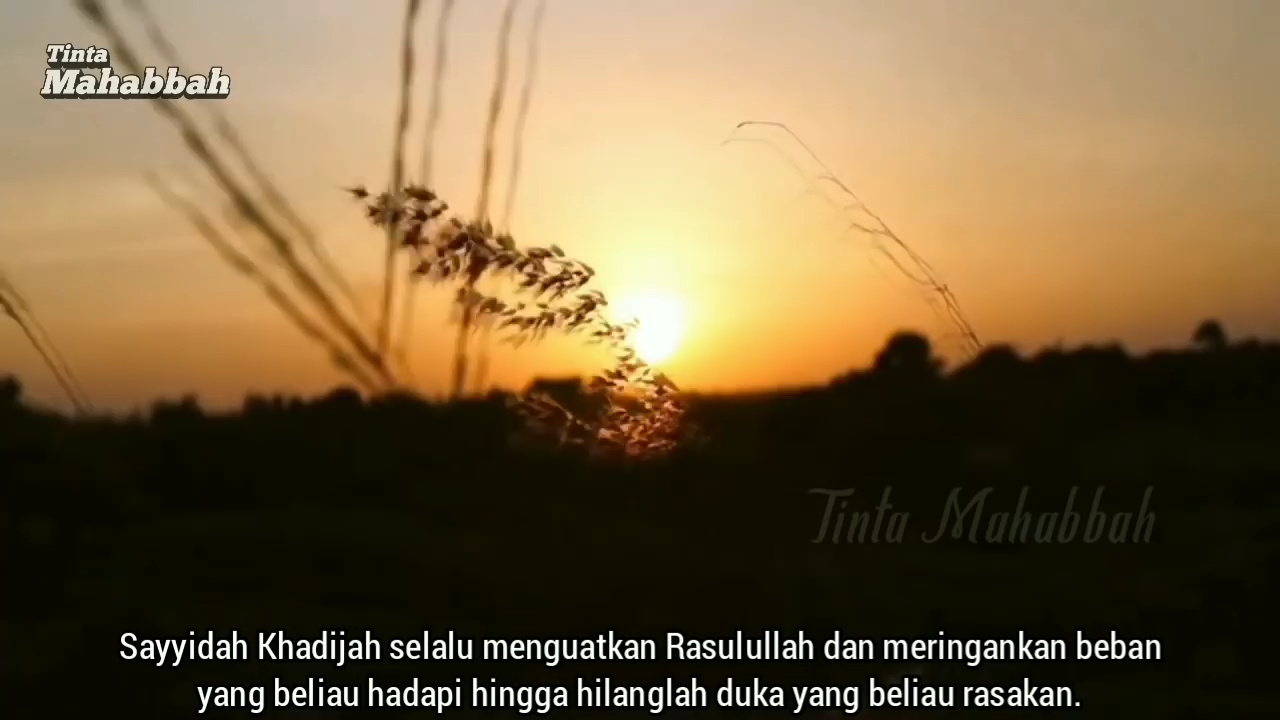 Tinta
Mahabbah
Tinta Mahabbah
Sayyidah Khadijah selalu menguatkan Rasulullah dan meringankan beban
yang beliau hadapi hingga hilanglah duka yang beliau rasakan.